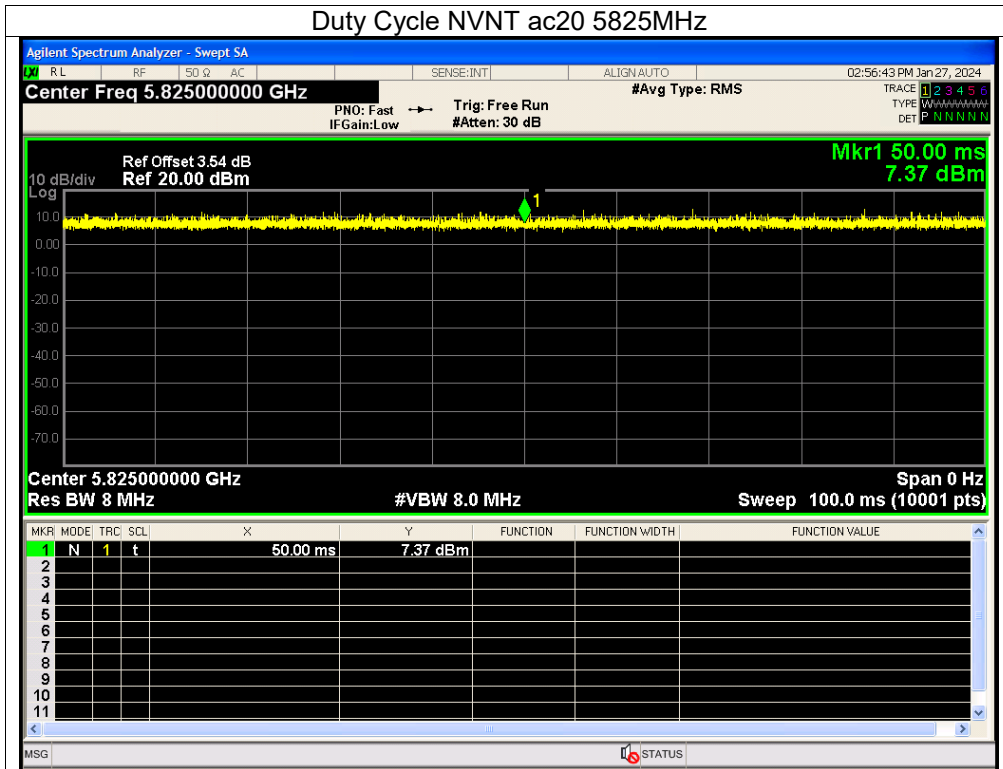 Duty Cycle NVNT ac20 5825MHz
Agilent Spectrum Analyzer - Swept SA
LXI RL RF 50 Ω AC SENSE:INT ALIGN AUTO 02:56:43 PM Jan 27, 2024
Center Freq 5.825000000 GHz #Avg Type: RMS TRACE 1 2 3 4 5 6
PNO: Fast Trig: Free Run TYPE WWWWWW
IFGain:Low #Atten: 30 dB DET P N N N N N
Mkr1 50.00 ms
Ref Offset 3.54 dB
10 dB/div Ref 20.00 dBm 7.37 dBm
Log
1
10.0
0.00
-10.0
-20.0
-30.0
-40.0
-50.0
-60.0
-70.0
Center 5.825000000 GHz Span 0 Hz
Res BW 8 MHz #VBW 8.0 MHz Sweep 100.0 ms (10001 pts)
MKR MODE TRC SCL X Y FUNCTION FUNCTION WIDTH FUNCTION VALUE
1 N 1 t 50.00 ms 7.37 dBm
2
3
4
5
6
7
8
9
10
11
MSG STATUS